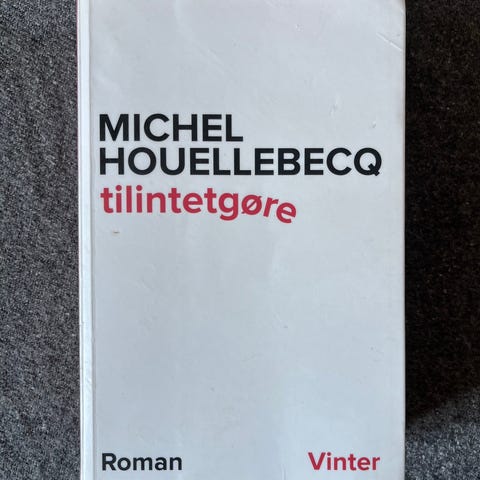 MICHEL
HOUELLEBECQ
tilintetgøre
Roman Vinter